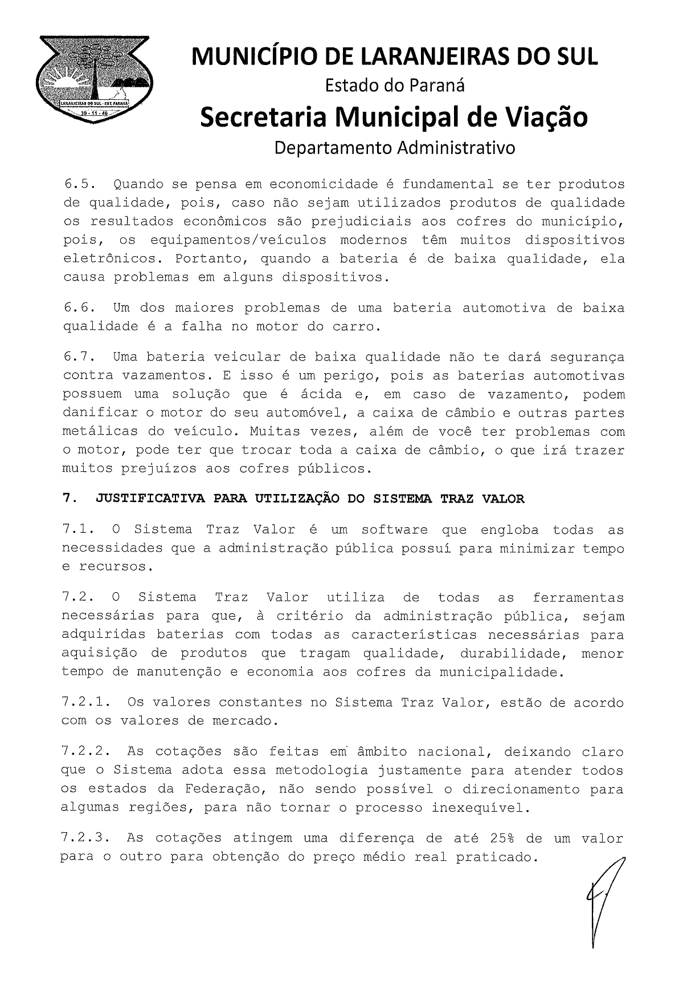 MUNICÍPIO DE LARANJEIRAS DO SUL
Estado do Paraná
Secretaria Municipal de Viação
Departamento Administrativo
LARANJEIRAS DO SUL - EST. PARANÁ
30 - 11 - 46
6.5. Quando se pensa em economicidade é fundamental se ter produtos
de qualidade, pois, caso não sejam utilizados produtos de qualidade
os resultados econômicos são prejudiciais aos cofres do município,
pois, os equipamentos/veículos modernos têm muitos dispositivos
eletrônicos. Portanto, quando a bateria é de baixa qualidade, ela
causa problemas em alguns dispositivos.
6.6. Um dos maiores problemas de uma bateria automotiva de baixa
qualidade é a falha no motor do carro.
6.7. Uma bateria veicular de baixa qualidade não te dará segurança
contra vazamentos. E isso é um perigo, pois as baterias automotivas
possuem uma solução que é ácida e, em caso de vazamento, podem
danificar o motor do seu automóvel, a caixa de câmbio e outras partes
metálicas do veículo. Muitas vezes, além de você ter problemas com
o motor, pode ter que trocar toda a caixa de câmbio, o que irá trazer
muitos prejuízos aos cofres públicos.
7. JUSTIFICATIVA PARA UTILIZAÇÃO DO SISTEMA TRAZ VALOR
7.1. O Sistema Traz Valor é um software que engloba todas as
necessidades que a administração pública possuí para minimizar tempo
e recursos.
7.2. O Sistema Traz Valor utiliza de todas as ferramentas
necessárias para que, à critério da administração pública, sejam
adquiridas baterias com todas as características necessárias para
aquisição de produtos que tragam qualidade, durabilidade, menor
tempo de manutenção e economia aos cofres da municipalidade.
7.2.1. Os valores constantes no Sistema Traz Valor, estão de acordo
com os valores de mercado.
7.2.2. As cotações são feitas em âmbito nacional, deixando claro
que o Sistema adota essa metodologia justamente para atender todos
os estados da Federação, não sendo possível o direcionamento para
algumas regiões, para não tornar o processo inexequível.
7.2.3. As cotações atingem uma diferença de até 25% de um valor
para o outro para obtenção do preço médio real praticado.